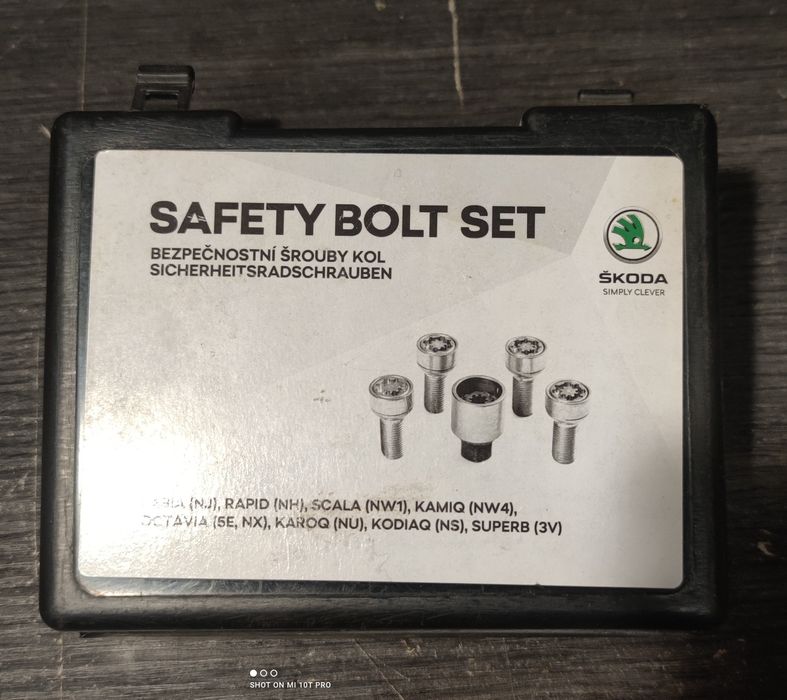 SAFETY BOLT SET
BEZPEČNOSTNÍ ŠROUBY KOL
SICHERHEITSRADSCHRAUBEN
ŠKODA
SIMPLY CLEVER
(NJ), RAPID (NH), SCALA (NW1), KAMIQ (NW4),
OCTAVIA (5E, NX), KAROQ (NU), KODIAQ (NS), SUPERB (3V)
SHOT ON MI 10T PRO